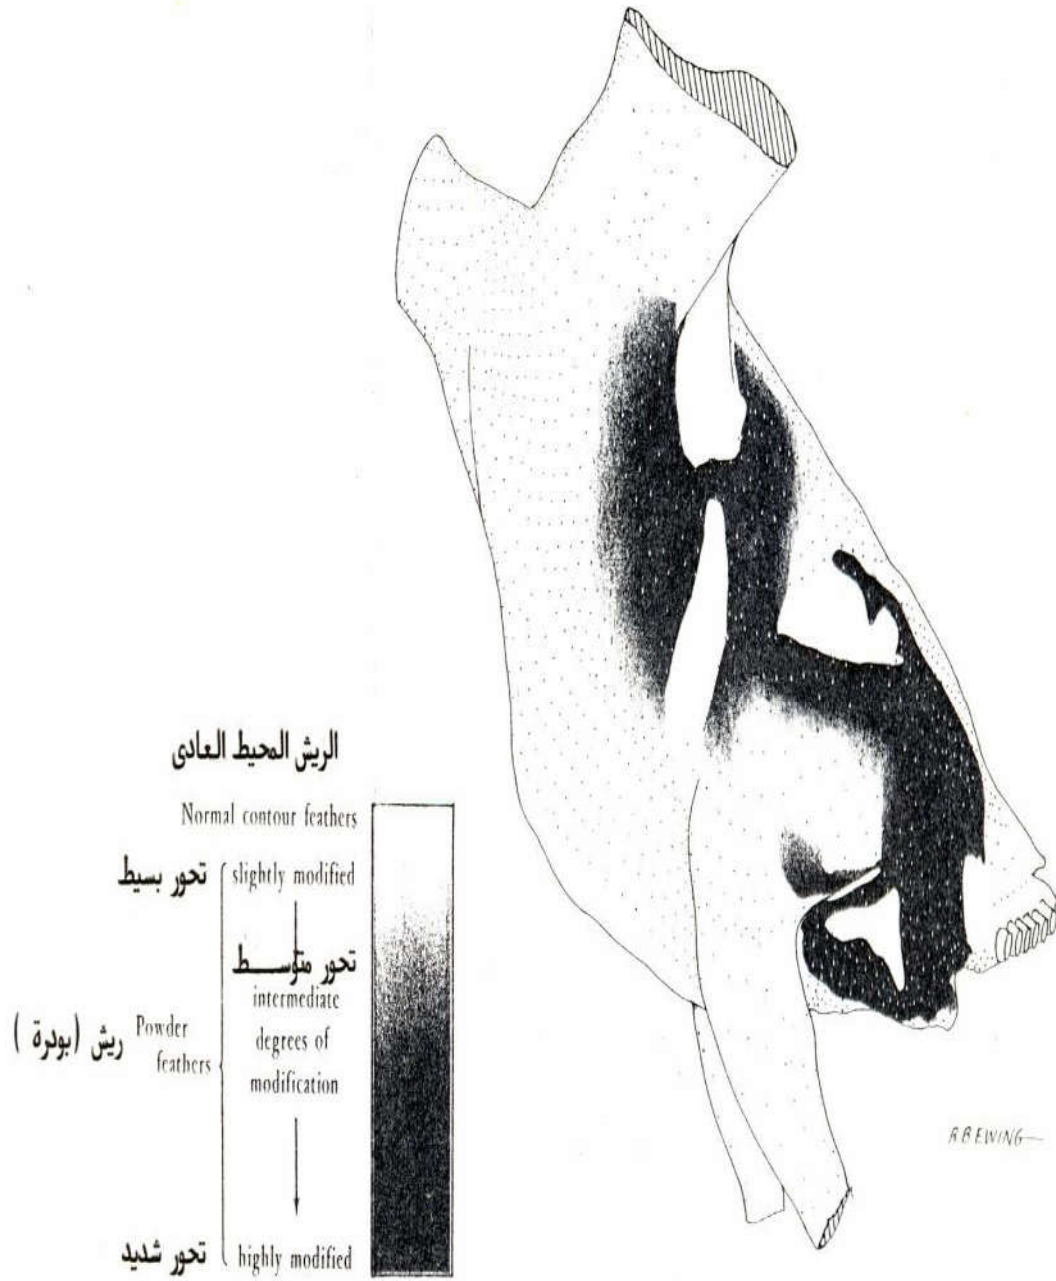 الريش المحيط العادى
Normal contour feathers
تحور بسيط
slightly modified
تحور متوسط
intermediate
degrees of
modification
ريش (بودرة )
Powder
feathers
تحور شديد
highly modified
R B EWING